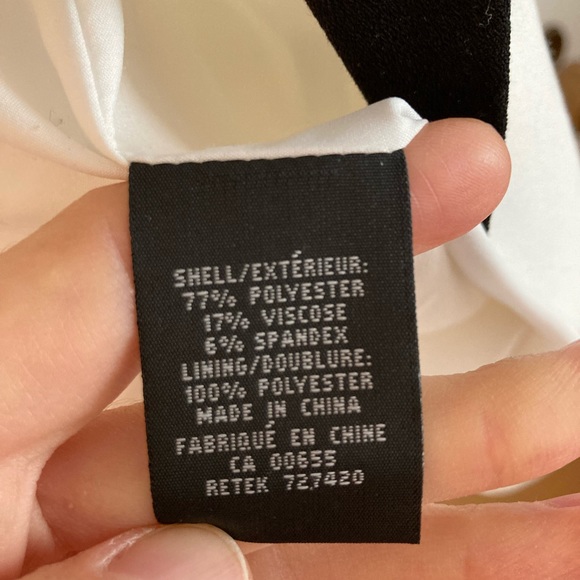 SHELL/EXTÉRIEUR:
77% POLYESTER
17% VISCOSE
6% SPANDEX
LINING/DOUBLURE:
100% POLYESTER
MADE IN CHINA
FABRIQUÉ EN CHINE
CA 00655
RETEK 727420